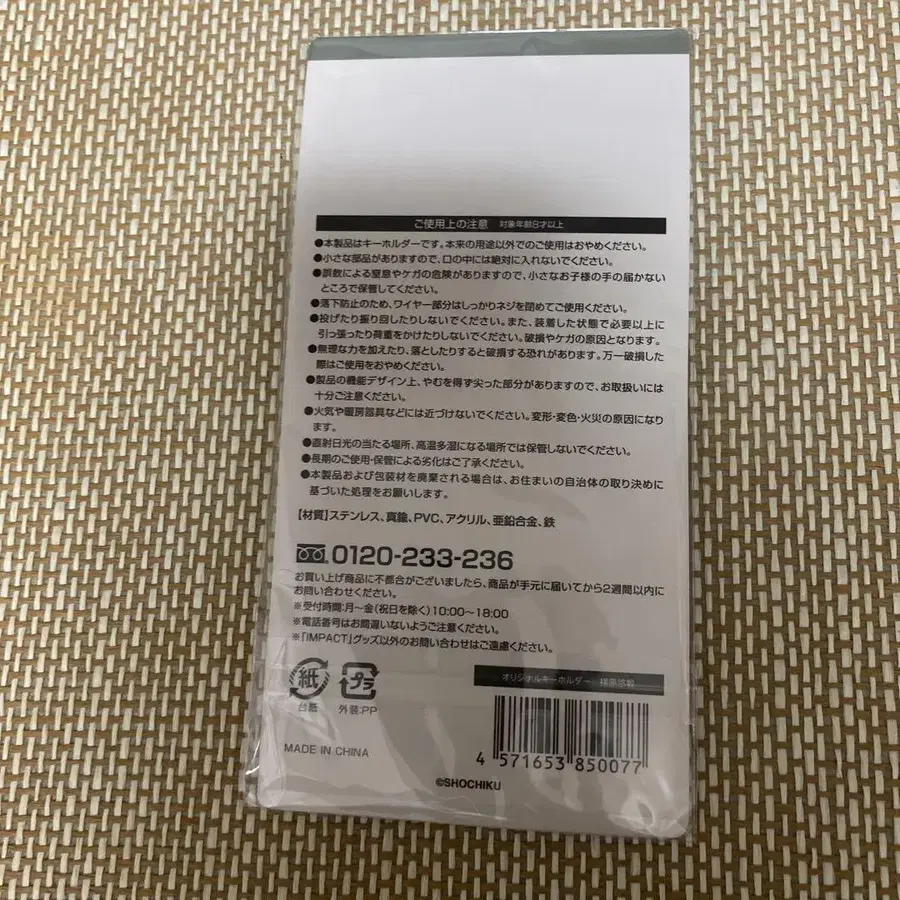 ご使用上の注意 対象年齢8才以上
●本製品はキーホルダーです。本来の用途以外でのご使用はおやめください。
●小さな部品がありますので、口の中には絶対に入れないでください。
●誤飲による窒息やケガの危険がありますので、小さなお子様の手の届かない
ところで保管してください。
●落下防止のため、ワイヤー部分はしっかりネジを閉めてご使用ください。
●投げたり振り回したりしないでください。また、装着した状態で必要以上に
引っ張ったり荷重をかけたりしないでください。破損やケガの原因となります。
●無理な力を加えたり、落としたりすると破損する恐れがあります。万一破損した
際はご使用をおやめください。
●製品の機能デザイン上、やむを得ず尖った部分がありますので、お取扱いには
十分ご注意ください。
●火気や暖房器具などには近づけないでください。変形・変色・火災の原因になり
ます。
●直射日光の当たる場所、高温多湿になる場所では保管しないでください。
●長期のご使用・保管による劣化はご了承ください。
●本製品および包装材を廃棄される場合は、お住まいの自治体の取り決めに
基づいた処理をお願いします。
【材質】ステンレス、真鍮、PVC、アクリル、亜鉛合金、鉄
0120-233-236
お買い上げ商品に不都合がございましたら、商品が手元に届いてから2週間以内に
お問い合わせください。
※受付時間:月〜金(祝日を除く)10:00〜18:00
※電話番号はお間違いないようご注意ください。
※「IMPACT」グッズ以外のお問い合わせはご遠慮ください。
紙 プラ
台紙 外装:PP
オリジナルキーホルダー
MADE IN CHINA
4 571653 850077
©SHOCHIKU